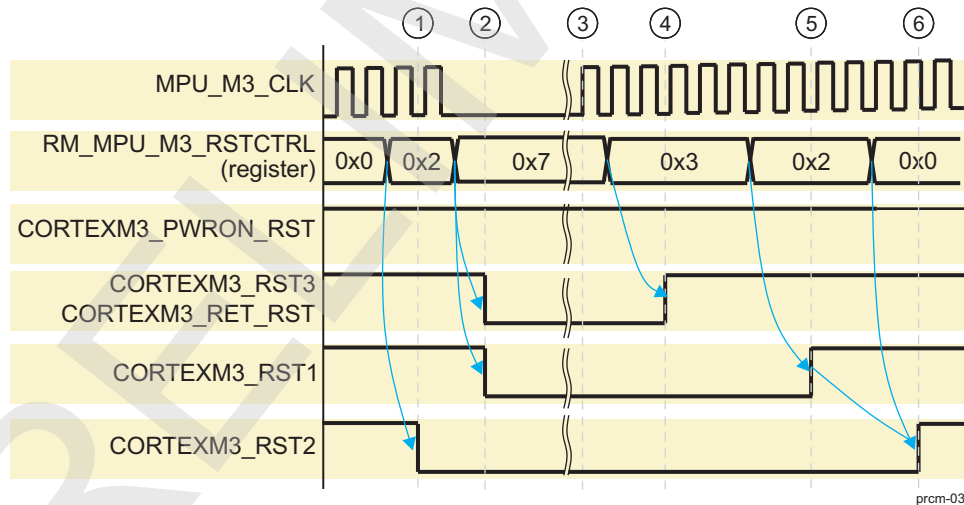 1 2 3 4 5 6
MPU_M3_CLK
RM_MPU_M3_RSTCTRL
(register)
0x0 0x2 0x7 0x3 0x2 0x0
CORTEXM3_PWRON_RST
CORTEXM3_RST3
CORTEXM3_RET_RST
CORTEXM3_RST1
CORTEXM3_RST2
prcm-03